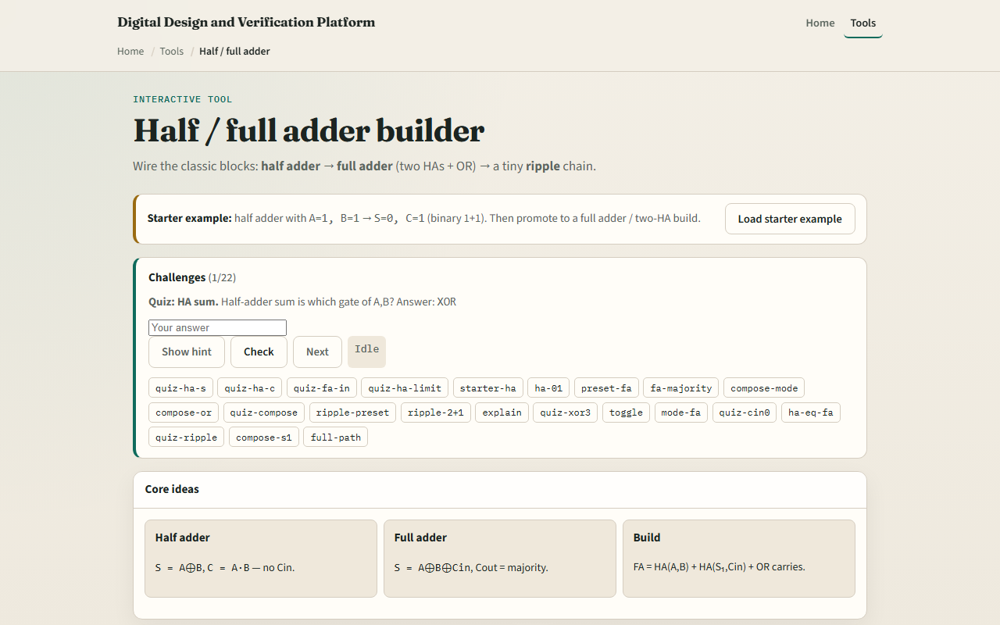 Digital Design and Verification Platform
Home Tools
Home / Tools / Half / full adder
INTERACTIVE TOOL
Half / full adder builder
Wire the classic blocks: half adder → full adder (two HAs + OR) → a tiny ripple chain.
Starter example: half adder with A=1, B=1 → S=0, C=1 (binary 1+1). Then promote to a full adder / two-HA build.
Load starter example
Challenges (1/22)
Quiz: HA sum. Half-adder sum is which gate of A,B? Answer: XOR
Your answer
Show hint Check Next Idle
quiz-ha-s quiz-ha-c quiz-fa-in quiz-ha-limit starter-ha ha-01 preset-fa fa-majority compose-mode
compose-or quiz-compose ripple-preset ripple-2+1 explain quiz-xor3 toggle mode-fa quiz-cin0 ha-eq-fa
quiz-ripple compose-s1 full-path
Core ideas
Half adder
S = A⊕B, C = A·B — no Cin.
Full adder
S = A⊕B⊕Cin, Cout = majority.
Build
FA = HA(A,B) + HA(S₁,Cin) + OR carries.